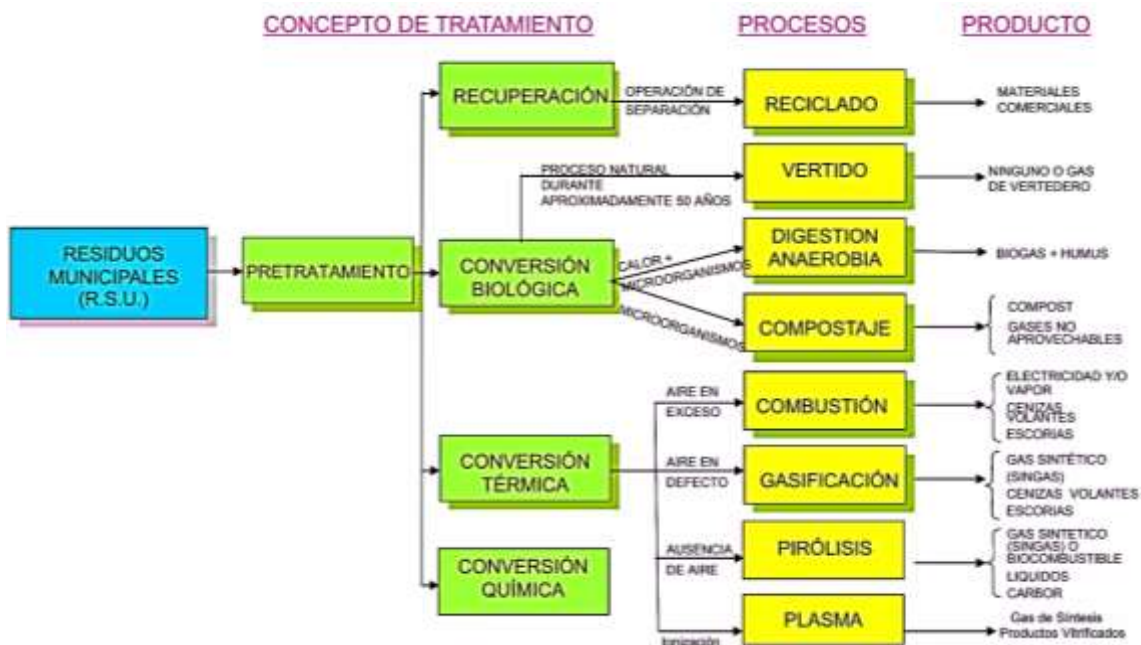 CONCEPTO DE TRATAMIENTO
PROCESOS
PRODUCTO
RESIDUOS
MUNICIPALES
(R.S.U.)
PRETRATAMIENTO
RECUPERACIÓN
OPERACIÓN DE
SEPARACIÓN
RECICLADO
MATERIALES
COMERCIALES
PROCESO NATURAL
DURANTE
APROXIMADAMENTE 50 AÑOS
VERTIDO
NINGUNO O GAS
DE VERTEDERO
CONVERSIÓN
BIOLÓGICA
CALOR +
MICROORGANISMOS
DIGESTION
ANAEROBIA
BIOGAS + HUMUS
MICROORGANISMOS
COMPOSTAJE
COMPOST
GASES NO
APROVECHABLES
CONVERSIÓN
TÉRMICA
AIRE EN
EXCESO
COMBUSTIÓN
ELECTRICIDAD Y/O
VAPOR
CENIZAS
VOLANTES
ESCORIAS
AIRE EN
DEFECTO
GASIFICACIÓN
GAS SINTÉTICO
(SINGAS)
CENIZAS VOLANTES
ESCORIAS
AUSENCIA
DE AIRE
PIRÓLISIS
GAS SINTETICO
(SINGAS) O
BIOCOMBUSTIBLE
LIQUIDOS
CARBOR
Ionización
PLASMA
Gas de Síntesis
Productos Vitrificados
CONVERSIÓN
QUÍMICA